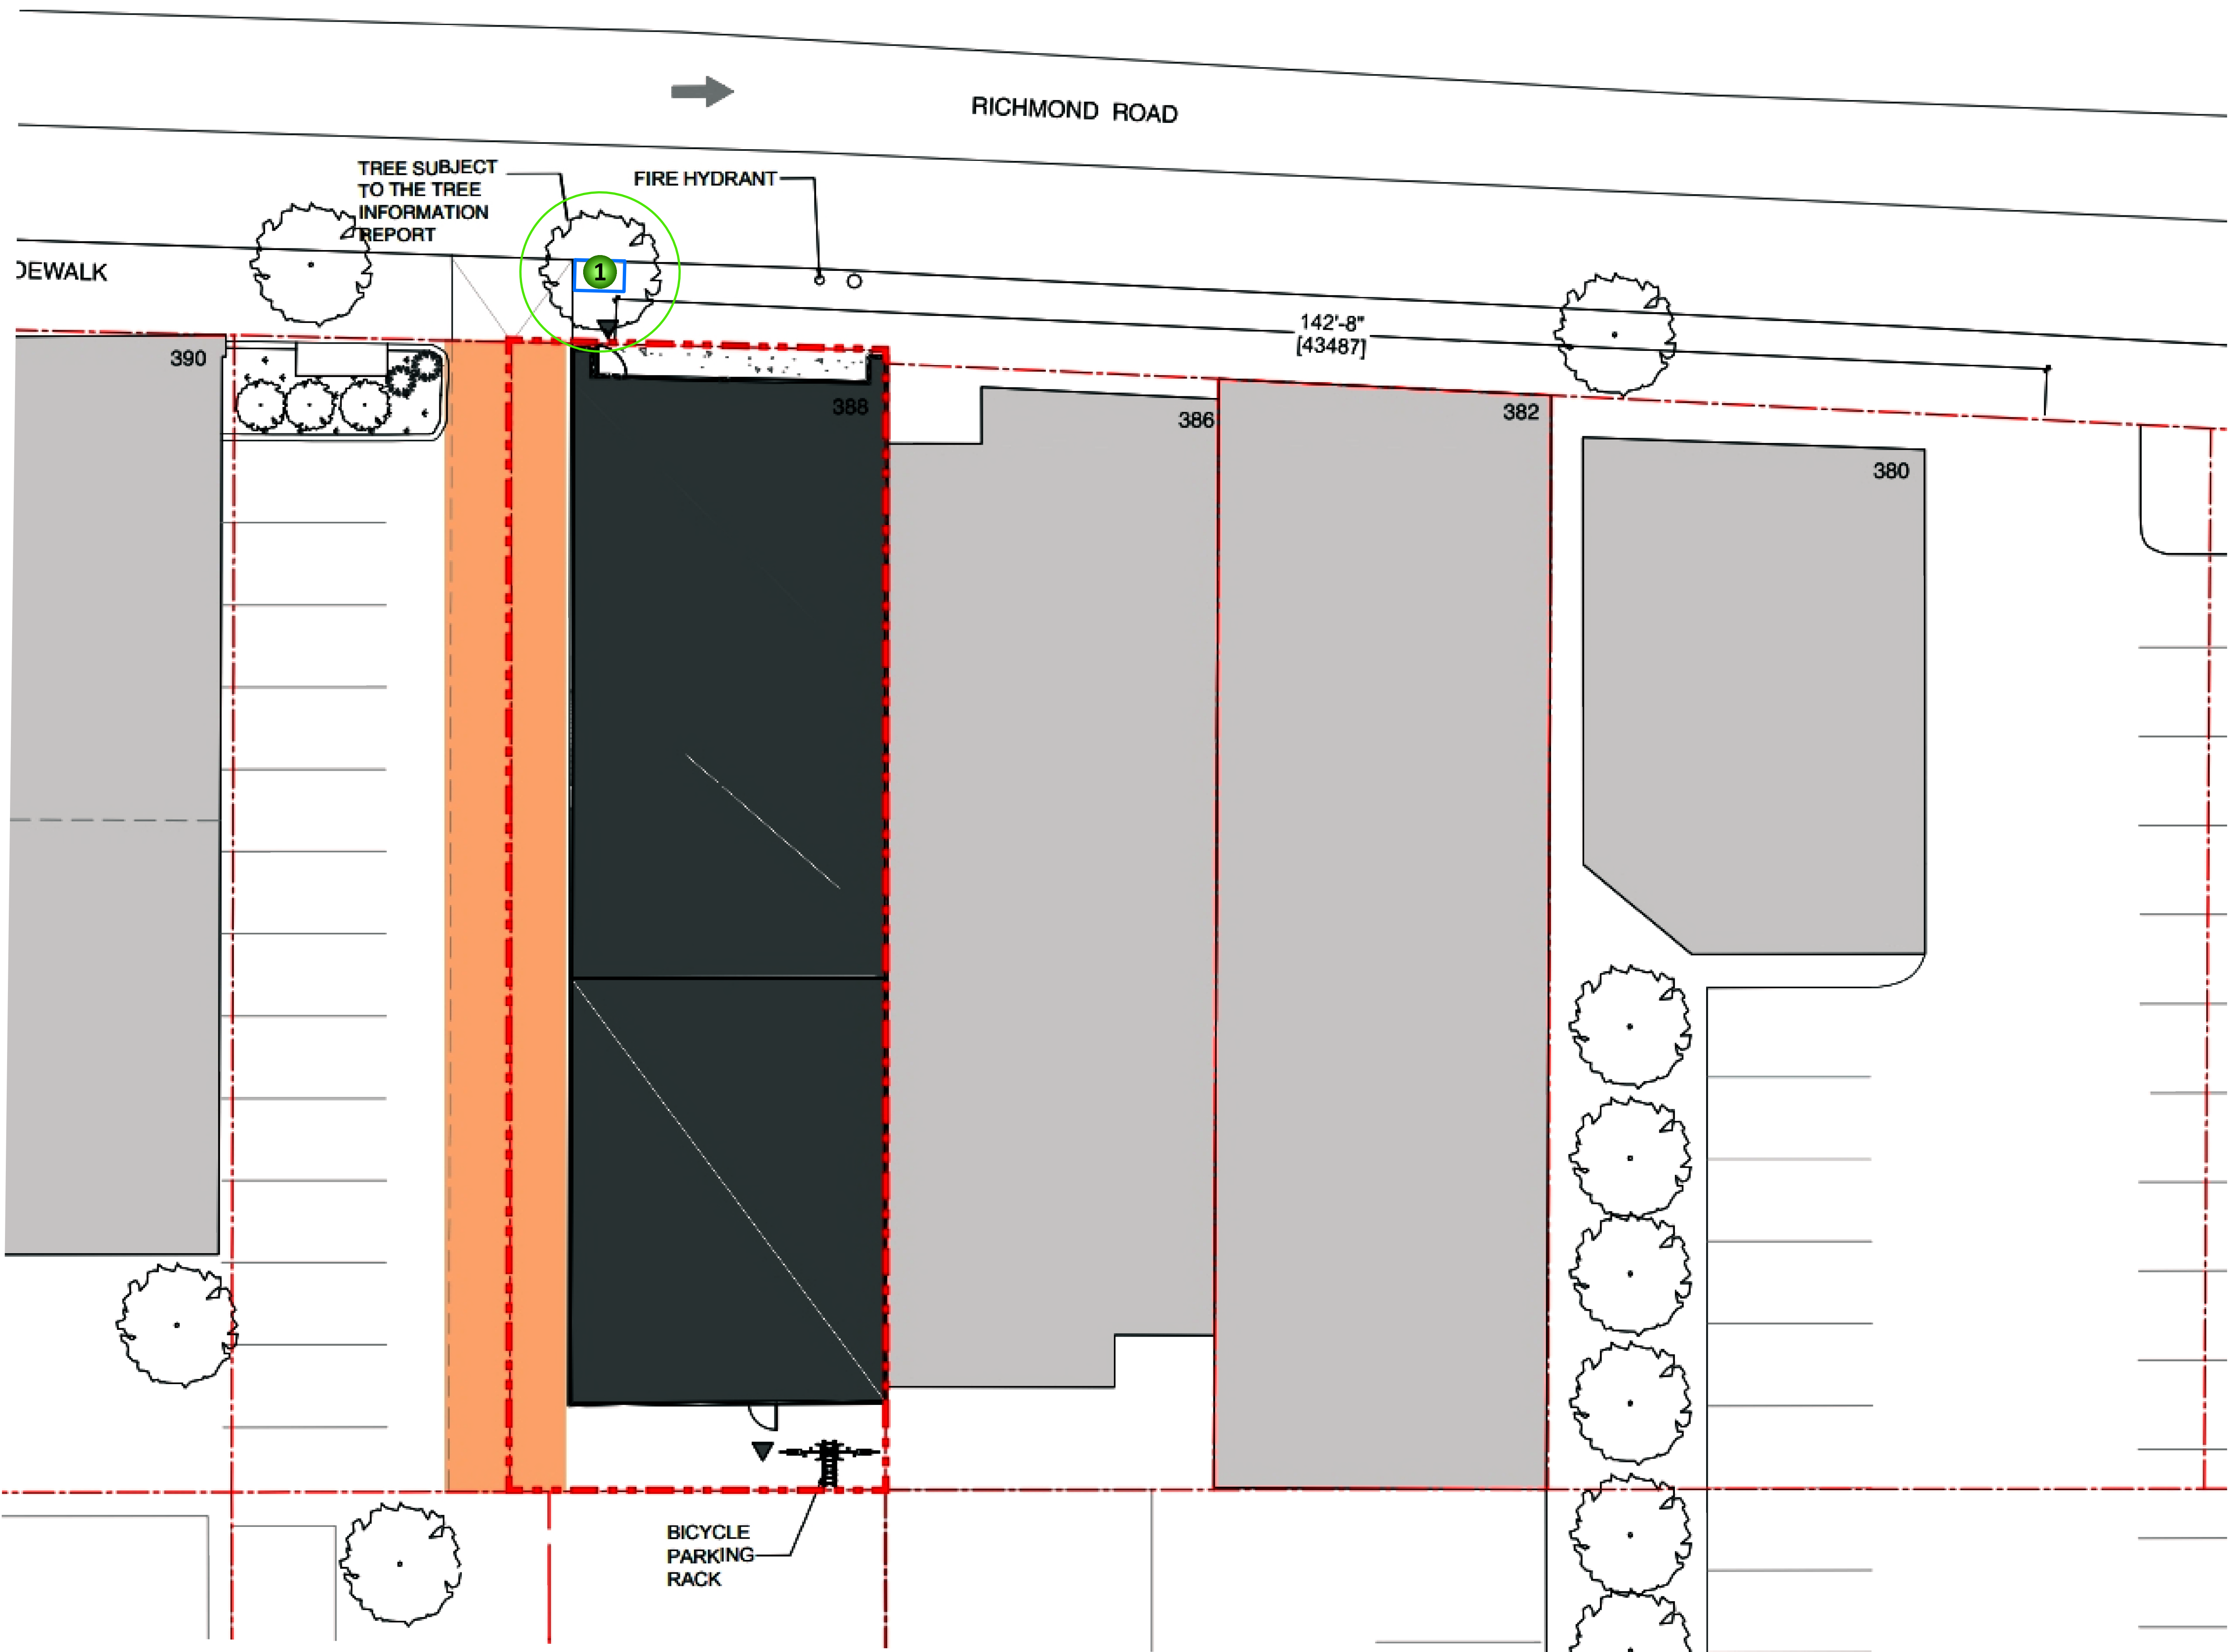 RICHMOND ROAD
TREE SUBJECT
TO THE TREE
INFORMATION
REPORT
FIRE HYDRANT
DEWALK
1
142'-8"
[43487]
390
388
386
382
380
BICYCLE
PARKING
RACK